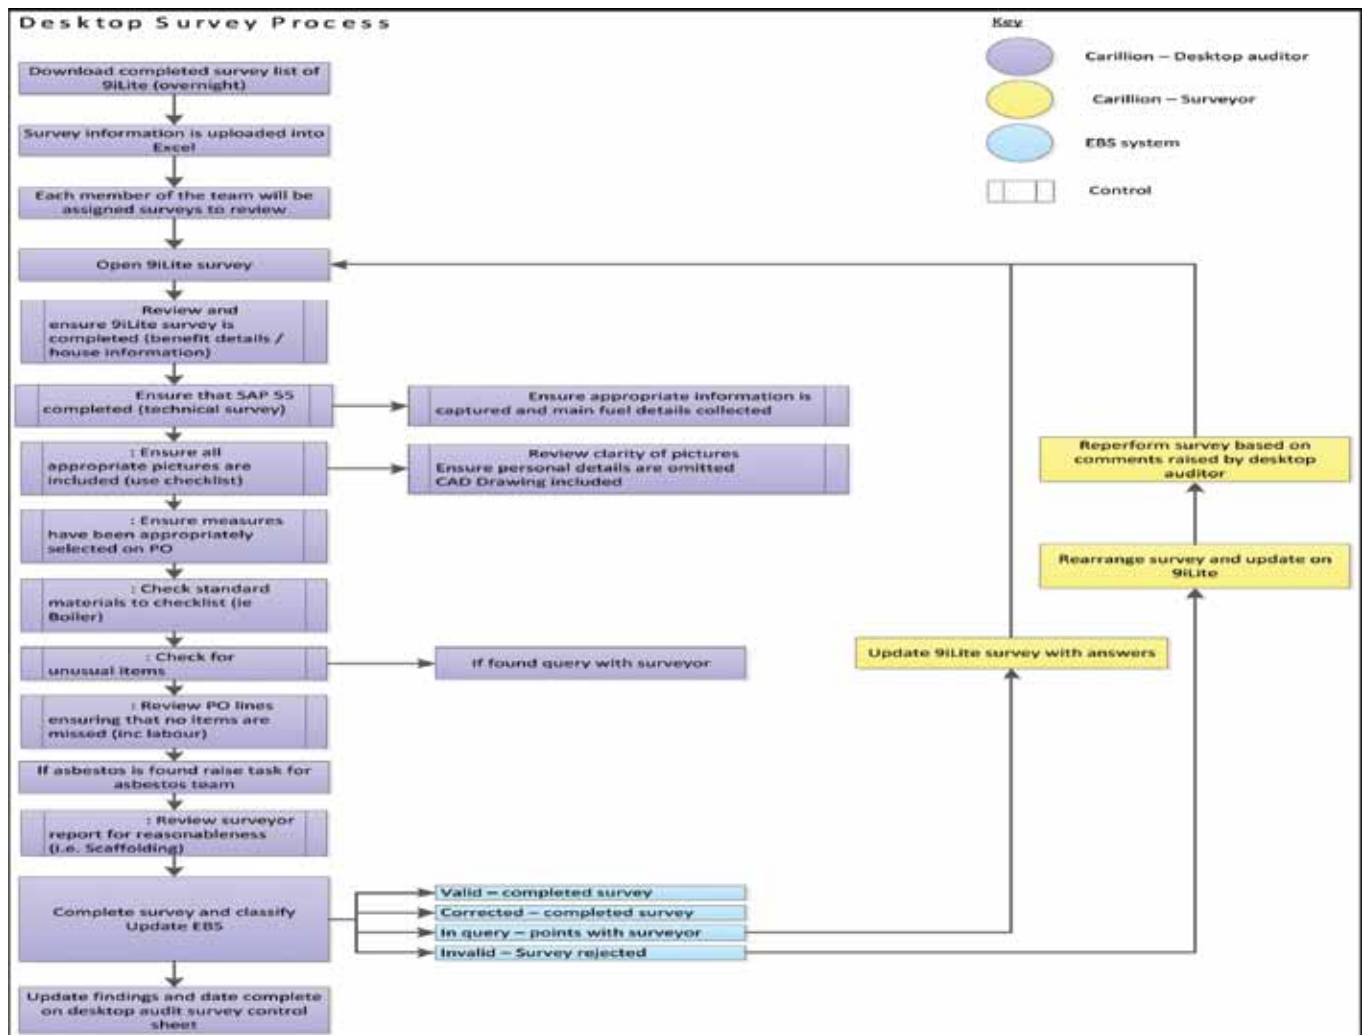 Desktop Survey Process
Key
Carillion – Desktop auditor
Carillion – Surveyor
EBS system
Control
Download completed survey list of
9iLite (overnight)
Survey information is uploaded into
Excel
Each member of the team will be
assigned surveys to review
Open 9iLite survey
Review and
ensure 9iLite survey is
completed (benefit details /
house information)
Ensure that SAP S5
completed (technical survey)
Ensure appropriate information is
captured and main fuel details collected
: Ensure all
appropriate pictures are
included (use checklist)
Review clarity of pictures
Ensure personal details are omitted
CAD Drawing included
: Ensure measures
have been appropriately
selected on PO
: Check standard
materials to checklist (ie
Boiler)
: Check for
unusual items
If found query with surveyor
: Review PO lines
ensuring that no items are
missed (inc labour)
If asbestos is found raise task for
asbestos team
: Review surveyor
report for reasonableness
(i.e. Scaffolding)
Complete survey and classify
Update EBS
Valid – completed survey
Corrected – completed survey
In query – points with surveyor
Invalid – Survey rejected
Update 9iLite survey with answers
Reperform survey based on
comments raised by desktop
auditor
Rearrange survey and update on
9iLite
Update findings and date complete
on desktop audit survey control
sheet